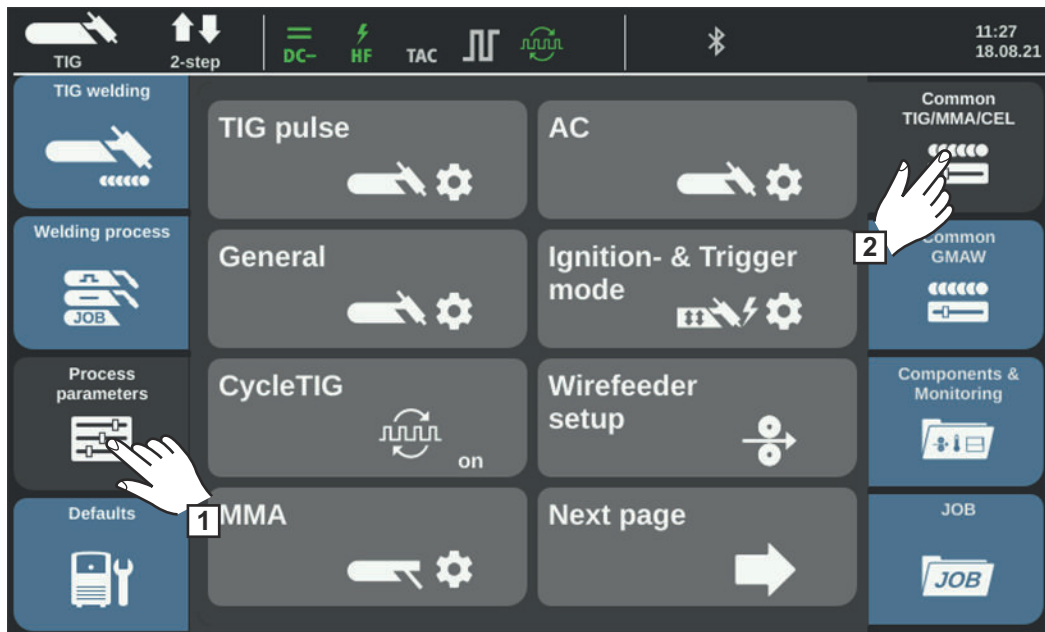 TIG
2-step
DC–
HF
TAC
11:27
18.08.21
TIG welding
Welding process
JOB
Process
parameters
Defaults
TIG pulse
AC
General
Ignition- & Trigger
mode
CycleTIG
on
Wirefeeder
setup
MMA
Next page
Common
TIG/MMA/CEL
Common
GMAW
Components &
Monitoring
JOB
JOB
1
2